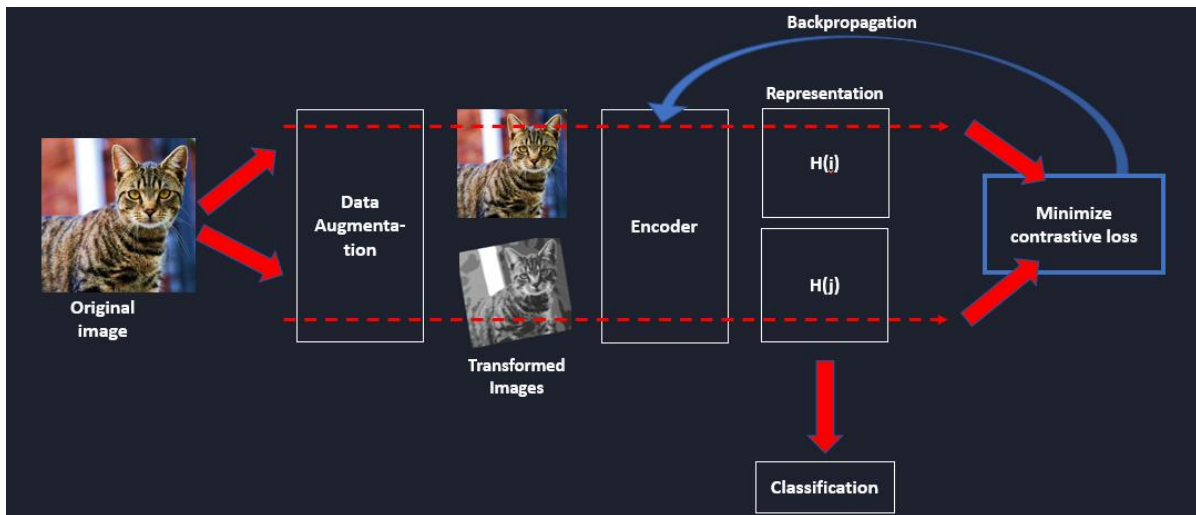 Backpropagation
Representation
Original
image
Data
Augmenta-
tion
Transformed
Images
Encoder
H(i)
H(j)
Minimize
contrastive loss
Classification